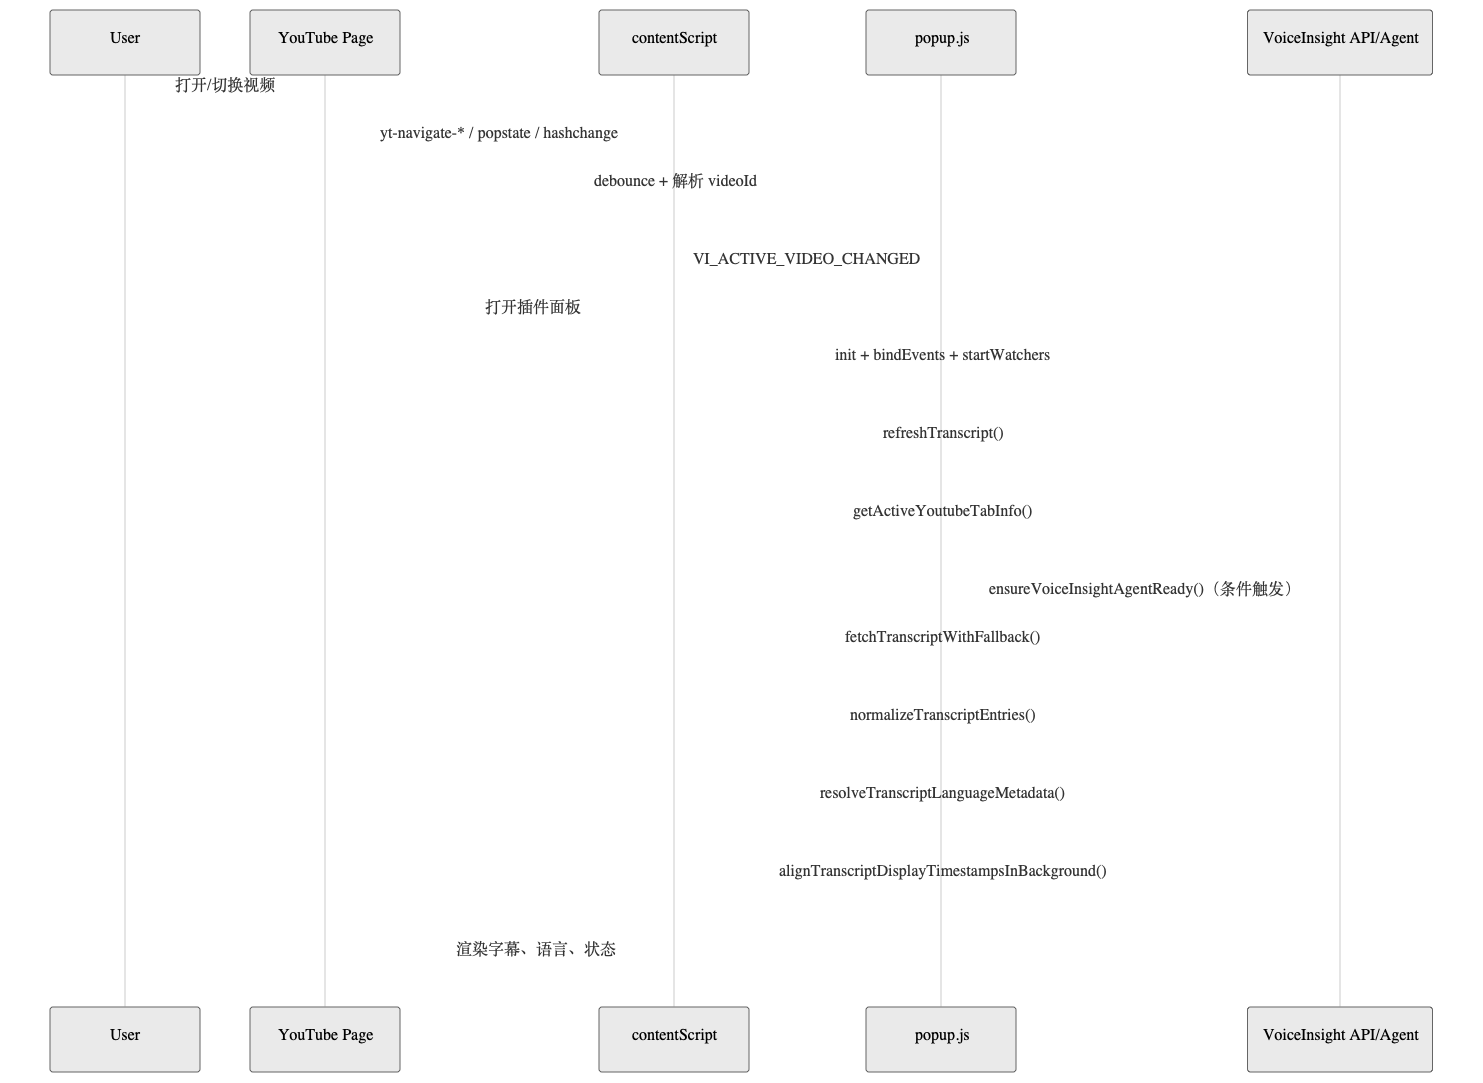 User
YouTube Page
contentScript
popup.js
VoiceInsight API/Agent
打开/切换视频
yt-navigate-* / popstate / hashchange
debounce + 解析 videoId
VI_ACTIVE_VIDEO_CHANGED
打开插件面板
init + bindEvents + startWatchers
refreshTranscript()
getActiveYoutubeTabInfo()
ensureVoiceInsightAgentReady()（条件触发）
fetchTranscriptWithFallback()
normalizeTranscriptEntries()
resolveTranscriptLanguageMetadata()
alignTranscriptDisplayTimestampsInBackground()
渲染字幕、语言、状态
User
YouTube Page
contentScript
popup.js
VoiceInsight API/Agent